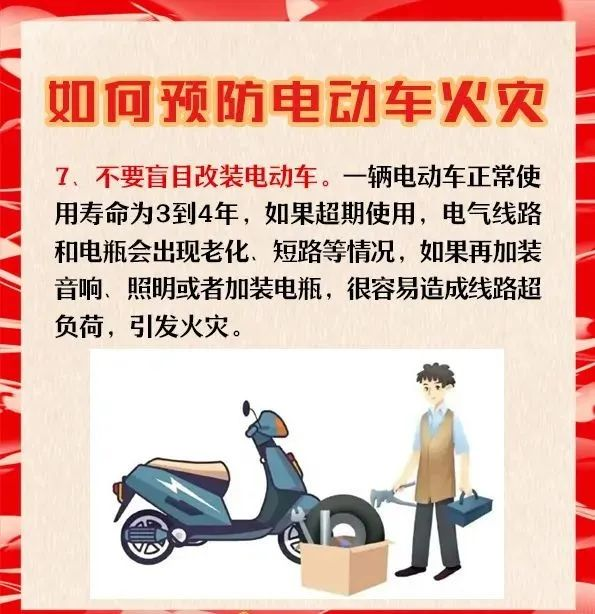 如何预防电动车火灾
7、不要盲目改装电动车。一辆电动车正常使
用寿命为3到4年，如果超期使用，电气线路
和电瓶会出现老化、短路等情况，如果再加装
音响、照明或者加装电瓶，很容易造成线路超
负荷，引发火灾。